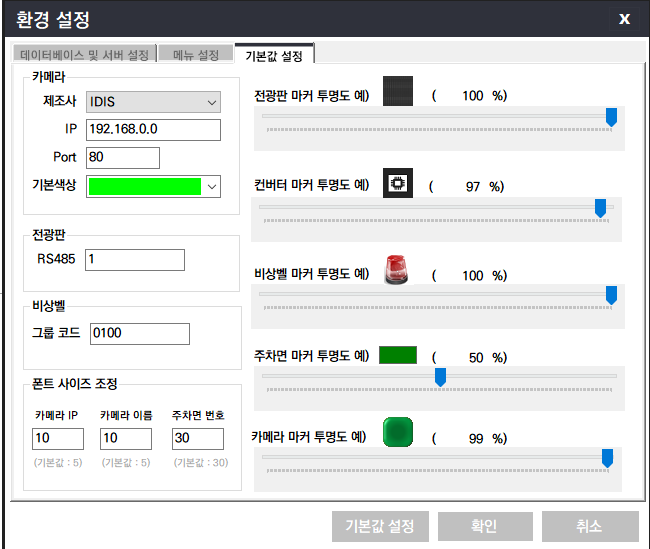 환경 설정 X
데이터베이스 및 서버 설정 메뉴 설정 기본값 설정
카메라
제조사 IDIS
IP 192.168.0.0
Port 80
기본색상
전광판
RS485 1
비상벨
그룹 코드 0100
폰트 사이즈 조정
카메라 IP 카메라 이름 주차면 번호
10 10 30
(기본값 : 5) (기본값 : 5) (기본값 : 30)
전광판 마커 투명도 예) ( 100 %)
컨버터 마커 투명도 예) ( 97 %)
비상벨 마커 투명도 예) ( 100 %)
주차면 마커 투명도 예) ( 50 %)
카메라 마커 투명도 예) ( 99 %)
기본값 설정 확인 취소